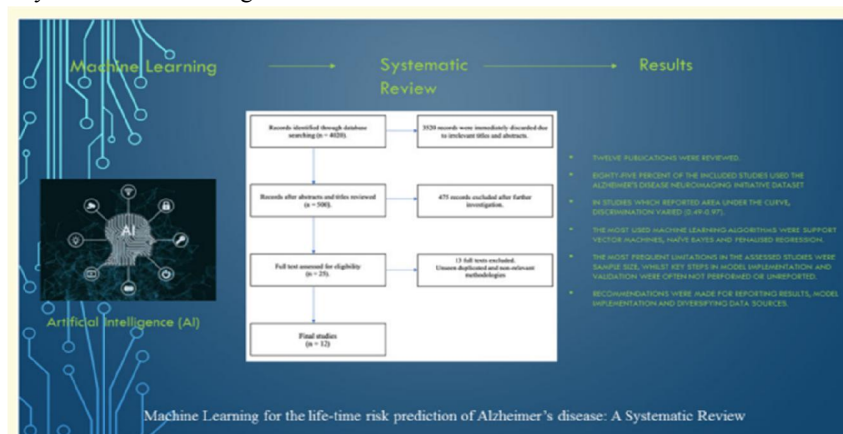 Machine Learning
Systematic
Review
Results
Records identified through database
searching (n = 4020).
3520 records were immediately discarded due
to irrelevant titles and abstracts.
Records after abstracts and titles reviewed
(n = 500).
475 records excluded after further
investigation.
Full text assessed for eligibility
(n = 25).
13 full texts excluded.
duplicated and non-relevant
methodologies
Final studies
(n = 12)
AI
Artificial Intelligence (AI)
• TWELVE PUBLICATIONS WERE REVIEWED.
• EIGHTY-FIVE PERCENT OF THE INCLUDED STUDIES USED THE
ALZHEIMER'S DISEASE NEUROIMAGING INITIATIVE DATASET
• IN STUDIES WHICH REPORTED AREA UNDER THE CURVE,
DISCRIMINATION VARIED (0.49-0.97).
• THE MOST USED MACHINE LEARNING ALGORITHMS WERE SUPPORT
VECTOR MACHINES, NAÏVE BAYES AND PENALISED REGRESSION.
• THE MOST FREQUENT LIMITATIONS IN THE ASSESSED STUDIES WERE
SAMPLE SIZE, WHILST KEY STEPS IN MODEL IMPLEMENTATION AND
VALIDATION WERE OFTEN NOT PERFORMED OR UNREPORTED.
• RECOMMENDATIONS WERE MADE FOR REPORTING RESULTS, MODEL
IMPLEMENTATION AND DIVERSIFYING DATA SOURCES.
Machine Learning for the life-time risk prediction of Alzheimer's disease: A Systematic Review